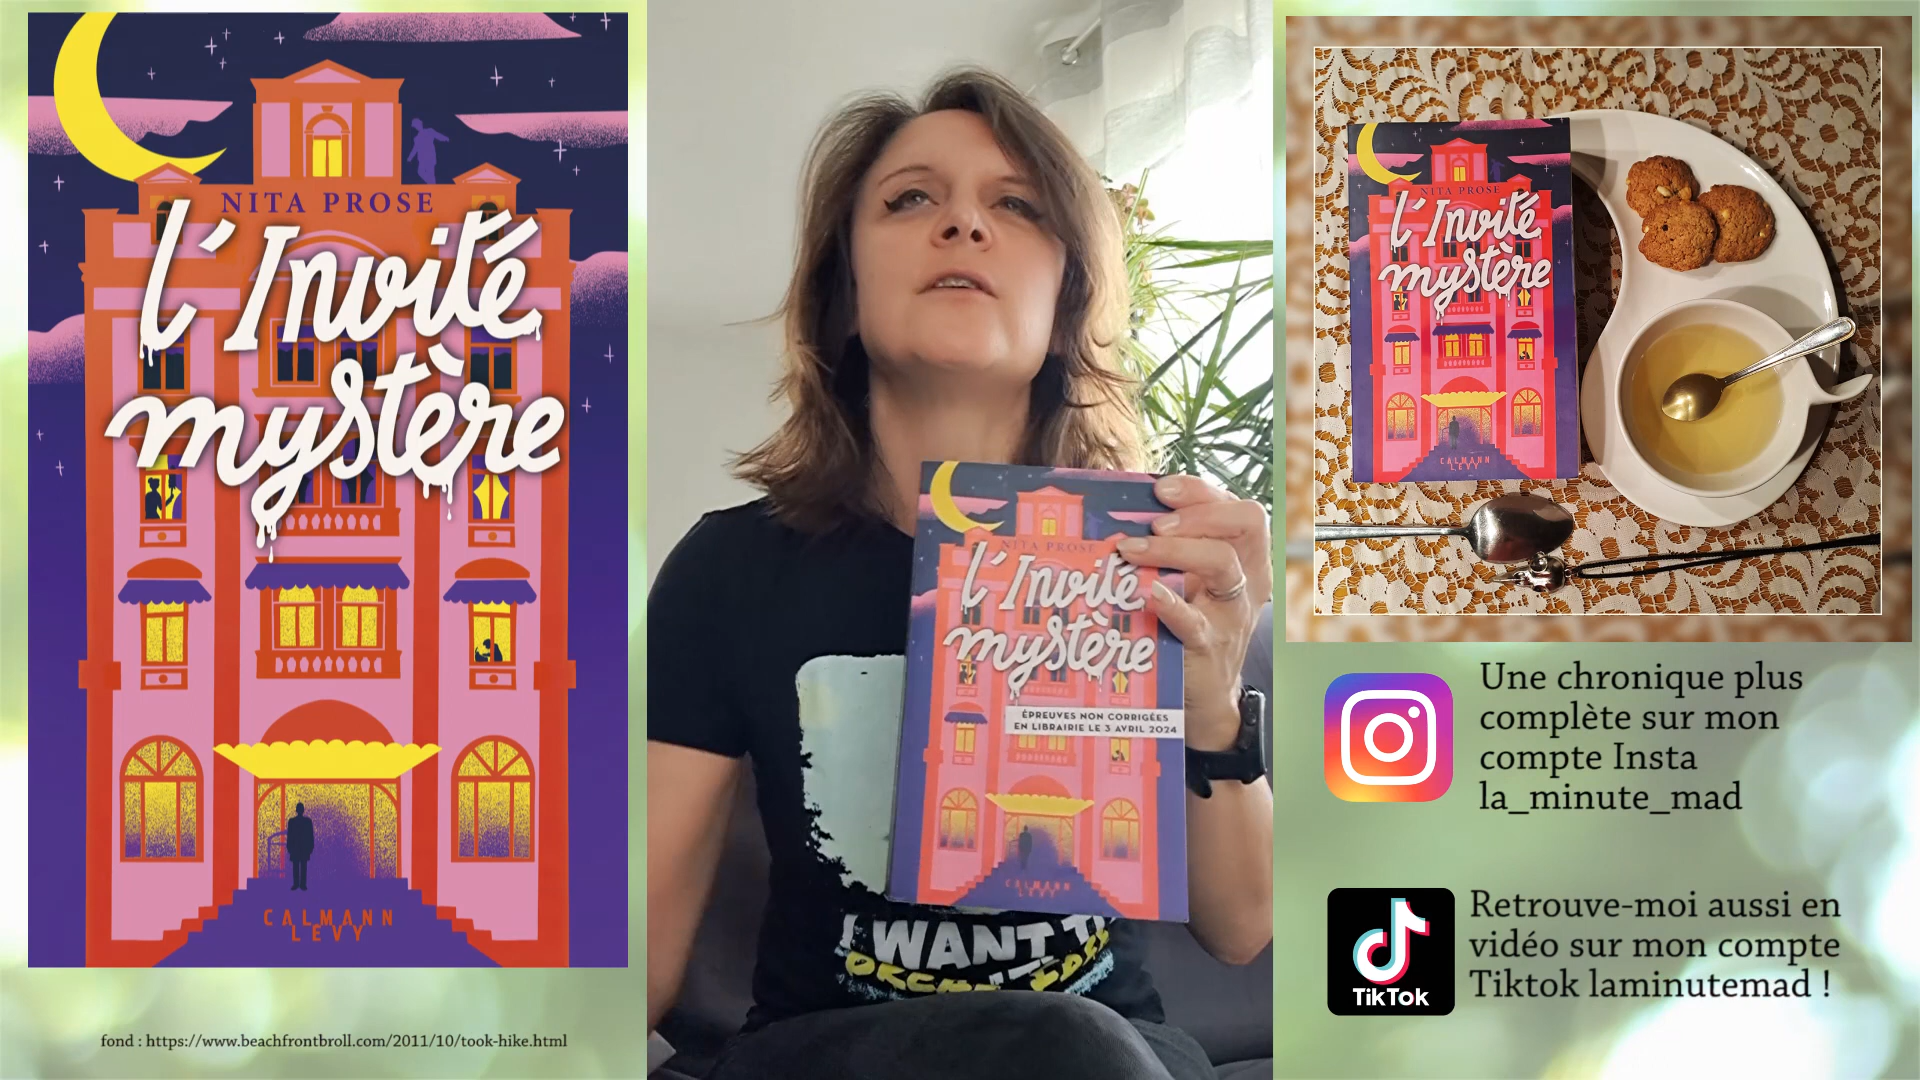 NITA PROSE
l'Invité
mystère
CALMANN
LEVY
fond : https://www.beachfrontbroll.com/2011/10/took-hike.html
NITA PROSE
l'Invité
mystère
ÉPREUVES NON CORRIGÉES
EN LIBRAIRIE LE 3 AVRIL 2024
CALMANN
LEVY
I WANT
NITA PROSE
l'Invité
mystère
CALMANN
LEVY
Une chronique plus
complète sur mon
compte Insta
la_minute_mad
TikTok
Retrouve-moi aussi en
vidéo sur mon compte
Tiktok laminutemad !